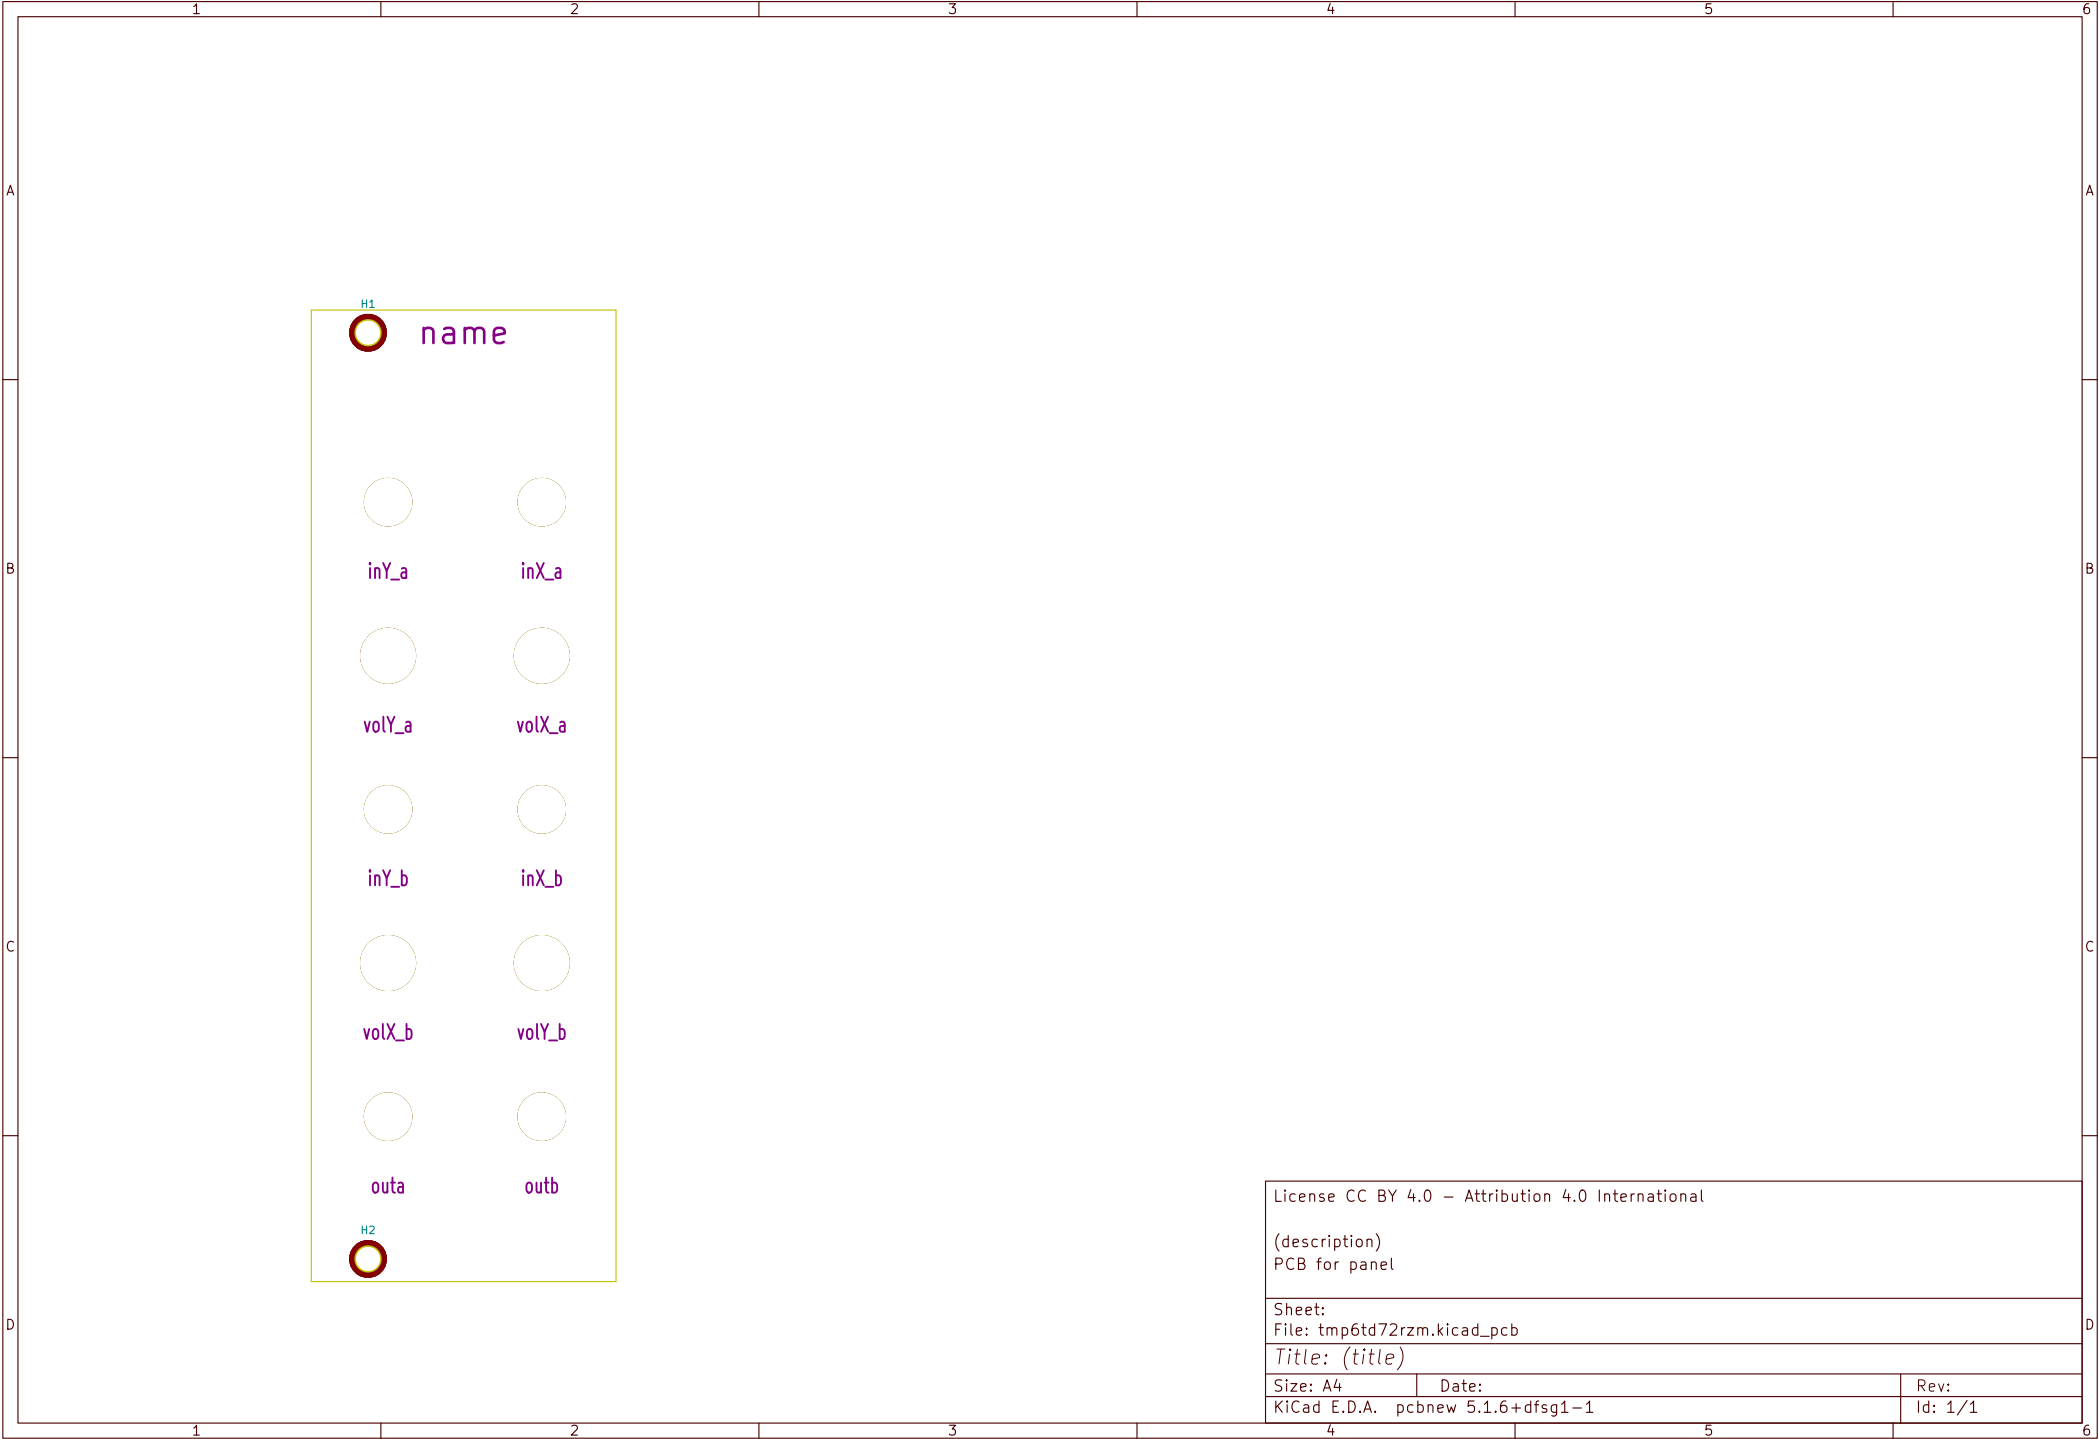 1 2 3 4 5 6
A A
H1
name
inY_a inX_a
B B
volY_a volX_a
inY_b inX_b
C C
volX_b volY_b
outa outb
H2
License CC BY 4.0 – Attribution 4.0 International
(description)
PCB for panel
Sheet:
D D
File: tmp6td72rzm.kicad_pcb
Title: (title)
Size: A4 Date: Rev:
KiCad E.D.A. pcbnew 5.1.6+dfsg1-1 Id: 1/1
1 2 3 4 5 6